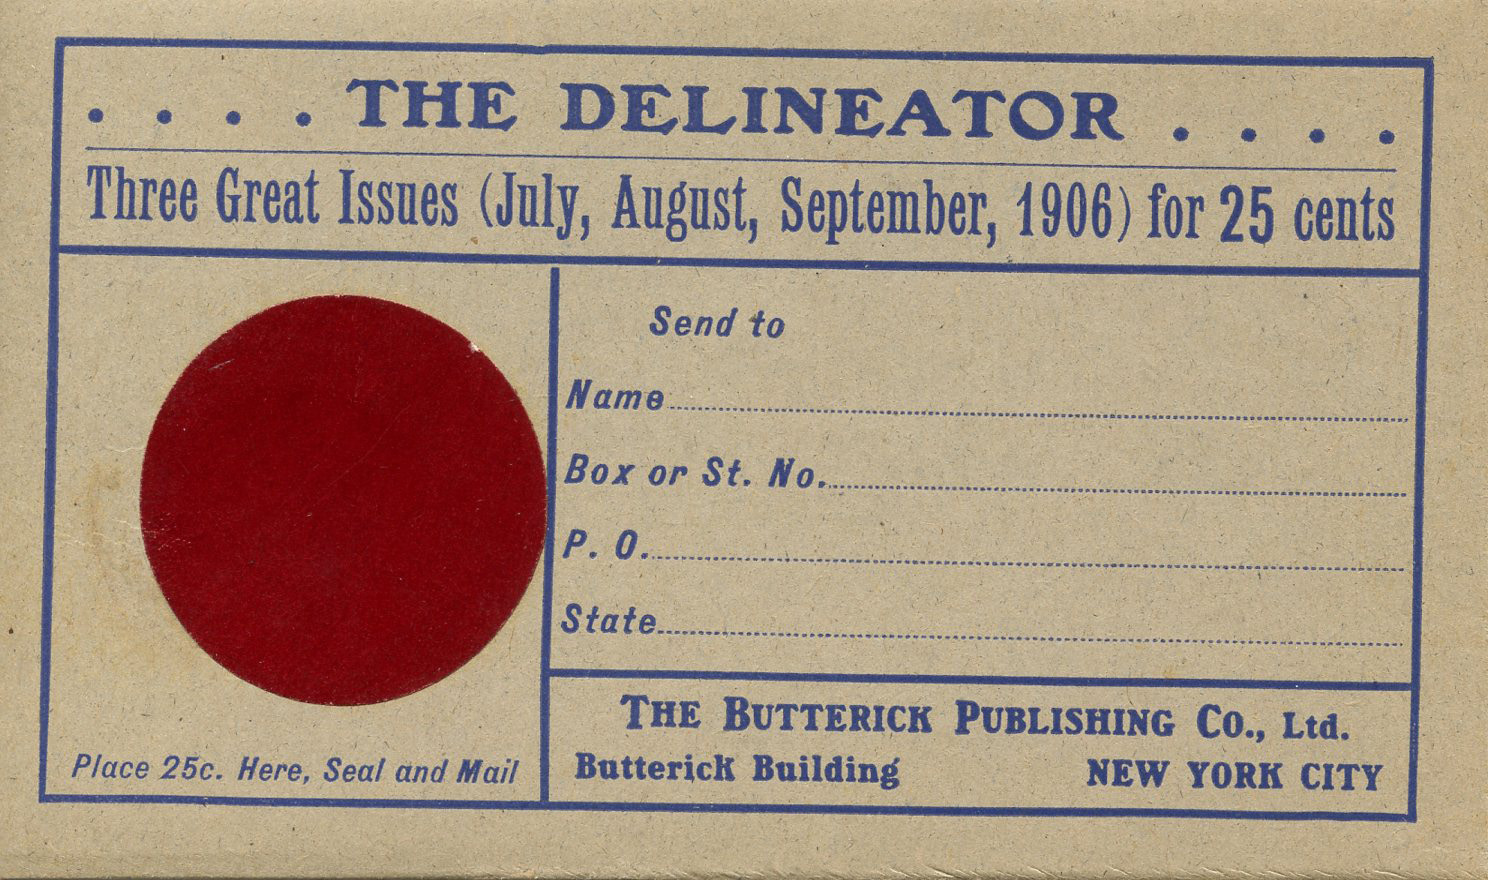 . . . . THE DELINEATOR . . . .
Three Great Issues (July, August, September, 1906) for 25 cents
Send to
Name
Box or St. No.
P. O.
State
Place 25c. Here, Seal and Mail
THE BUTTERICK PUBLISHING CO., Ltd.
Butterick Building NEW YORK CITY